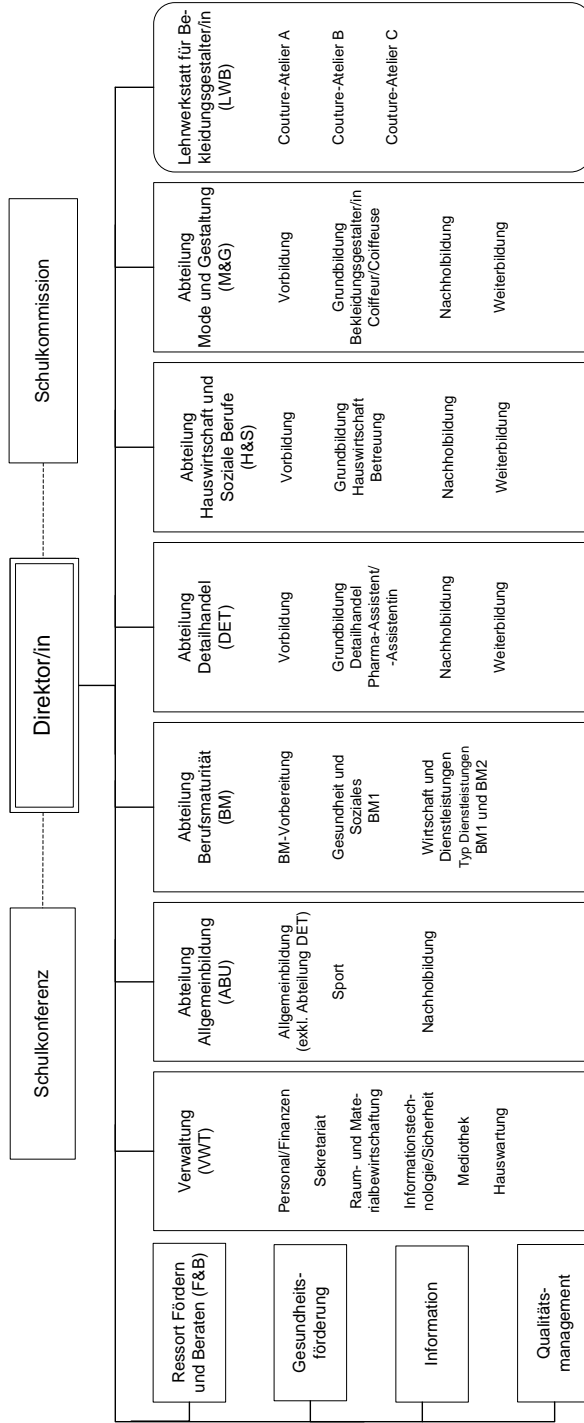 Schulkonferenz
Direktor/in
Schulkommission
Ressort Fördern
und Beraten (F&B)
Gesundheits-
förderung
Information
Qualitäts-
management
Verwaltung
(VWT)
Personal/Finanzen
Sekretariat
Raum- und Mate-
rialbewirtschaftung
Informationstech-
nologie/Sicherheit
Mediothek
Hauswartung
Abteilung
Allgemeinbildung
(ABU)
Allgemeinbildung
(exkl. Abteilung DET)
Sport
Nachholbildung
Abteilung
Berufsmaturität
(BM)
BM-Vorbereitung
Gesundheit und
Soziales
BM1
Wirtschaft und
Dienstleistungen
Typ Dienstleistungen
BM1 und BM2
Abteilung
Detailhandel
(DET)
Vorbildung
Grundbildung
Detailhandel
Pharma-Assistent/
-Assistentin
Nachholbildung
Weiterbildung
Abteilung
Hauswirtschaft und
Soziale Berufe
(H&S)
Vorbildung
Grundbildung
Hauswirtschaft
Betreuung
Nachholbildung
Weiterbildung
Abteilung
Mode und Gestaltung
(M&G)
Vorbildung
Grundbildung
Bekleidungsgestalter/in
Coiffeur/Coiffeuse
Nachholbildung
Weiterbildung
Lehrwerkstatt für Be-
kleidungsgestalter/in
(LWB)
Couture-Atelier A
Couture-Atelier B
Couture-Atelier C